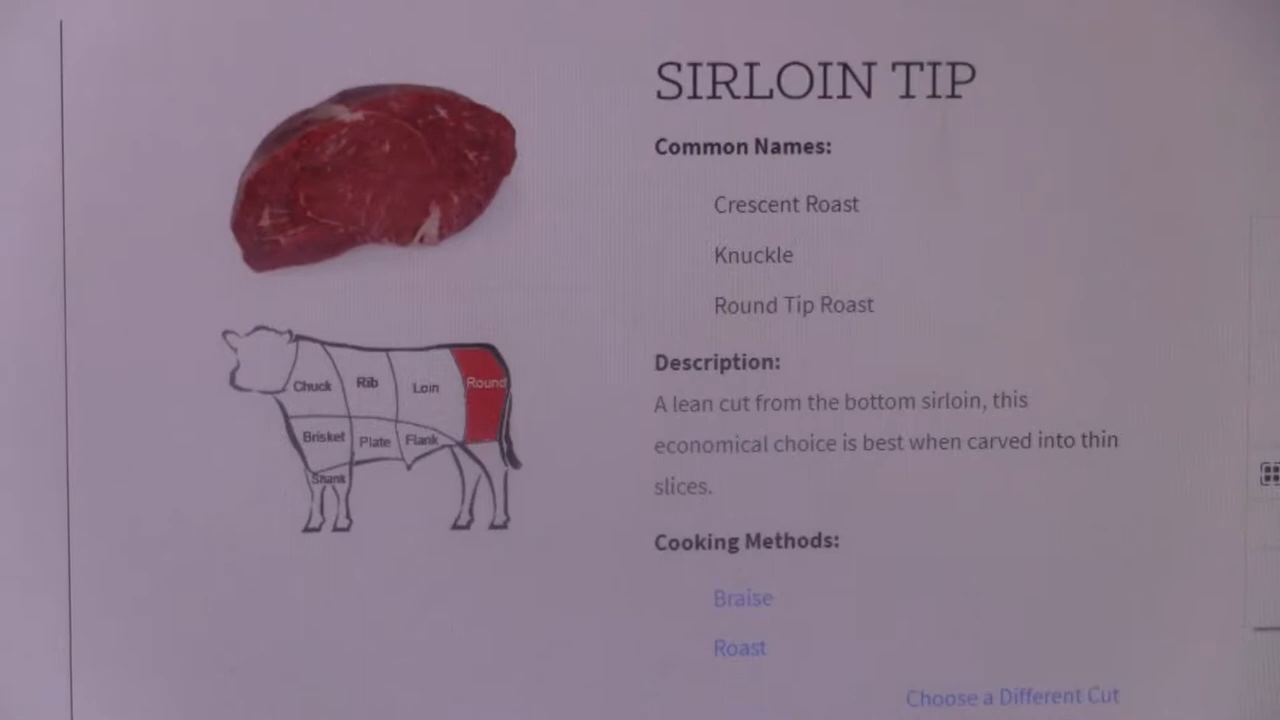 SIRLOIN TIP
Common Names:
Crescent Roast
Knuckle
Round Tip Roast
Description:
A lean cut from the bottom sirloin, this
economical choice is best when carved into thin
slices.
Cooking Methods:
Braise
Roast
Choose a Different Cut
Chuck
Rib
Loin
Round
Brisket
Plate
Flank
Shank